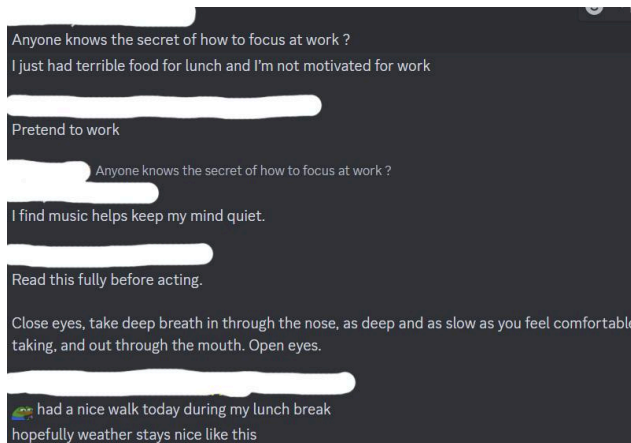 Anyone knows the secret of how to focus at work ?
I just had terrible food for lunch and I'm not motivated for work
Pretend to work
Anyone knows the secret of how to focus at work ?
I find music helps keep my mind quiet.
Read this fully before acting.
Close eyes, take deep breath in through the nose, as deep and as slow as you feel comfortable
taking, and out through the mouth. Open eyes.
had a nice walk today during my lunch break
hopefully weather stays nice like this